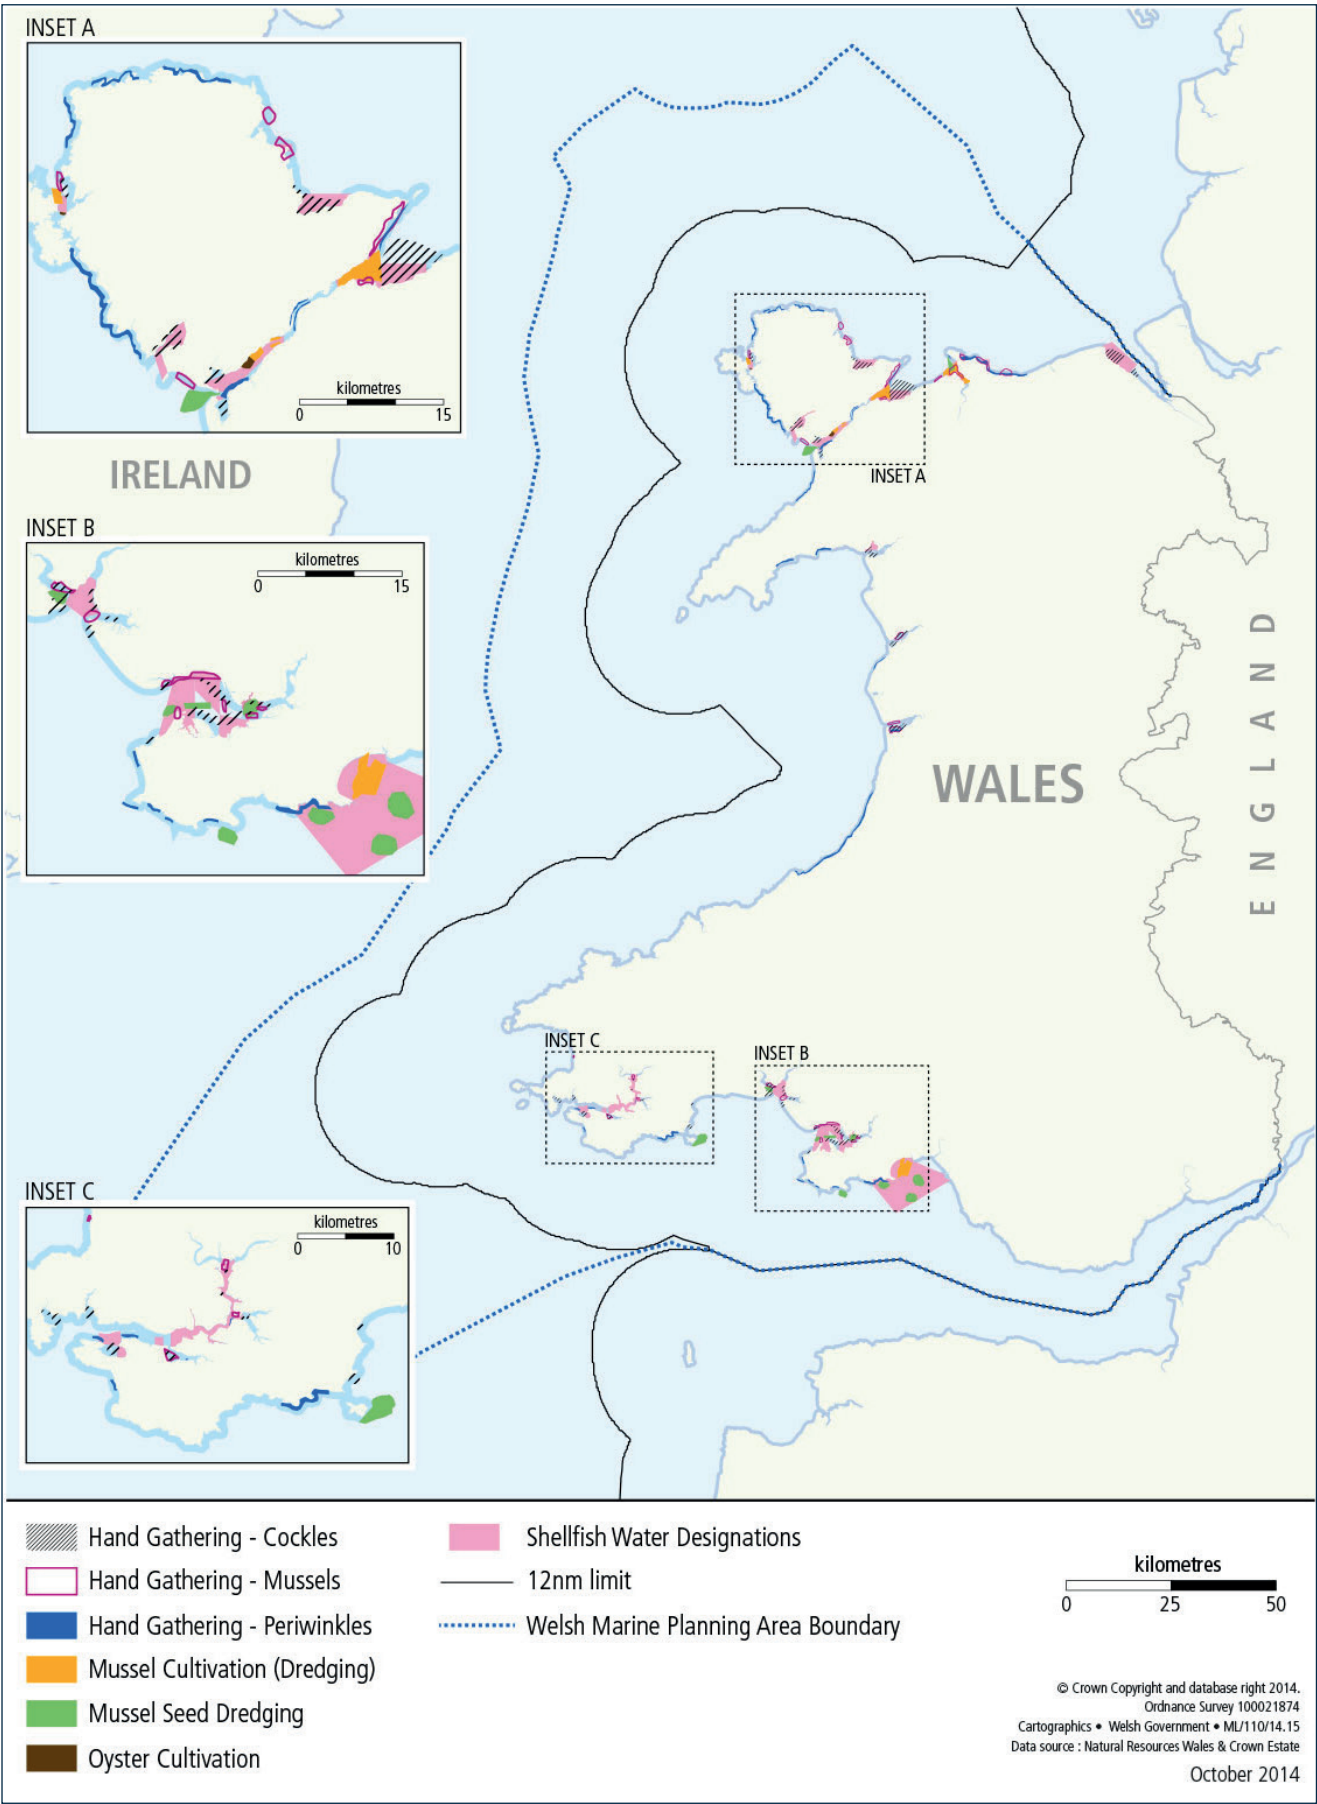 INSET A
kilometres
0 15
IRELAND
INSET B
kilometres
0 15
INSET A
WALES
ENGLAND
INSET C
INSET B
INSET C
kilometres
0 10
Hand Gathering - Cockles
Hand Gathering - Mussels
Hand Gathering - Periwinkles
Mussel Cultivation (Dredging)
Mussel Seed Dredging
Oyster Cultivation
Shellfish Water Designations
12nm limit
Welsh Marine Planning Area Boundary
kilometres
0 25 50
© Crown Copyright and database right 2014.
Ordnance Survey 100021874
Cartographics • Welsh Government • ML/110/14.15
Data source : Natural Resources Wales & Crown Estate
October 2014